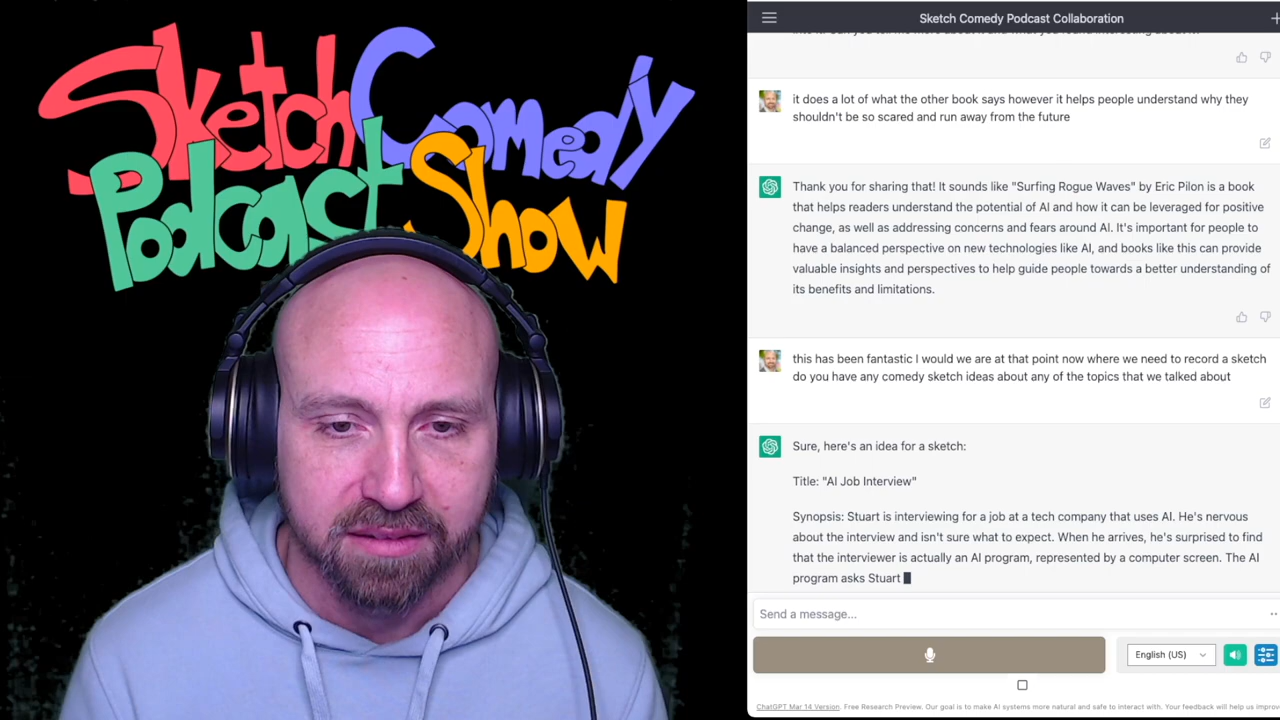 Sketch Comedy
Podcast Show
Sketch Comedy Podcast Collaboration
it does a lot of what the other book says however it helps people understand why they
shouldn't be so scared and run away from the future
Thank you for sharing that! It sounds like "Surfing Rogue Waves" by Eric Pilon is a book
that helps readers understand the potential of AI and how it can be leveraged for positive
change, as well as addressing concerns and fears around AI. It's important for people to
have a balanced perspective on new technologies like AI, and books like this can provide
valuable insights and perspectives to help guide people towards a better understanding of
its benefits and limitations.
this has been fantastic I would we are at that point now where we need to record a sketch
do you have any comedy sketch ideas about any of the topics that we talked about
Sure, here's an idea for a sketch:
Title: "AI Job Interview"
Synopsis: Stuart is interviewing for a job at a tech company that uses AI. He's nervous
about the interview and isn't sure what to expect. When he arrives, he's surprised to find
that the interviewer is actually an AI program, represented by a computer screen. The AI
program asks Stuart
Send a message...
English (US)
ChatGPT Mar 14 Version. Free Research Preview. Our goal is to make AI systems more natural and safe to interact with. Your feedback will help us improv